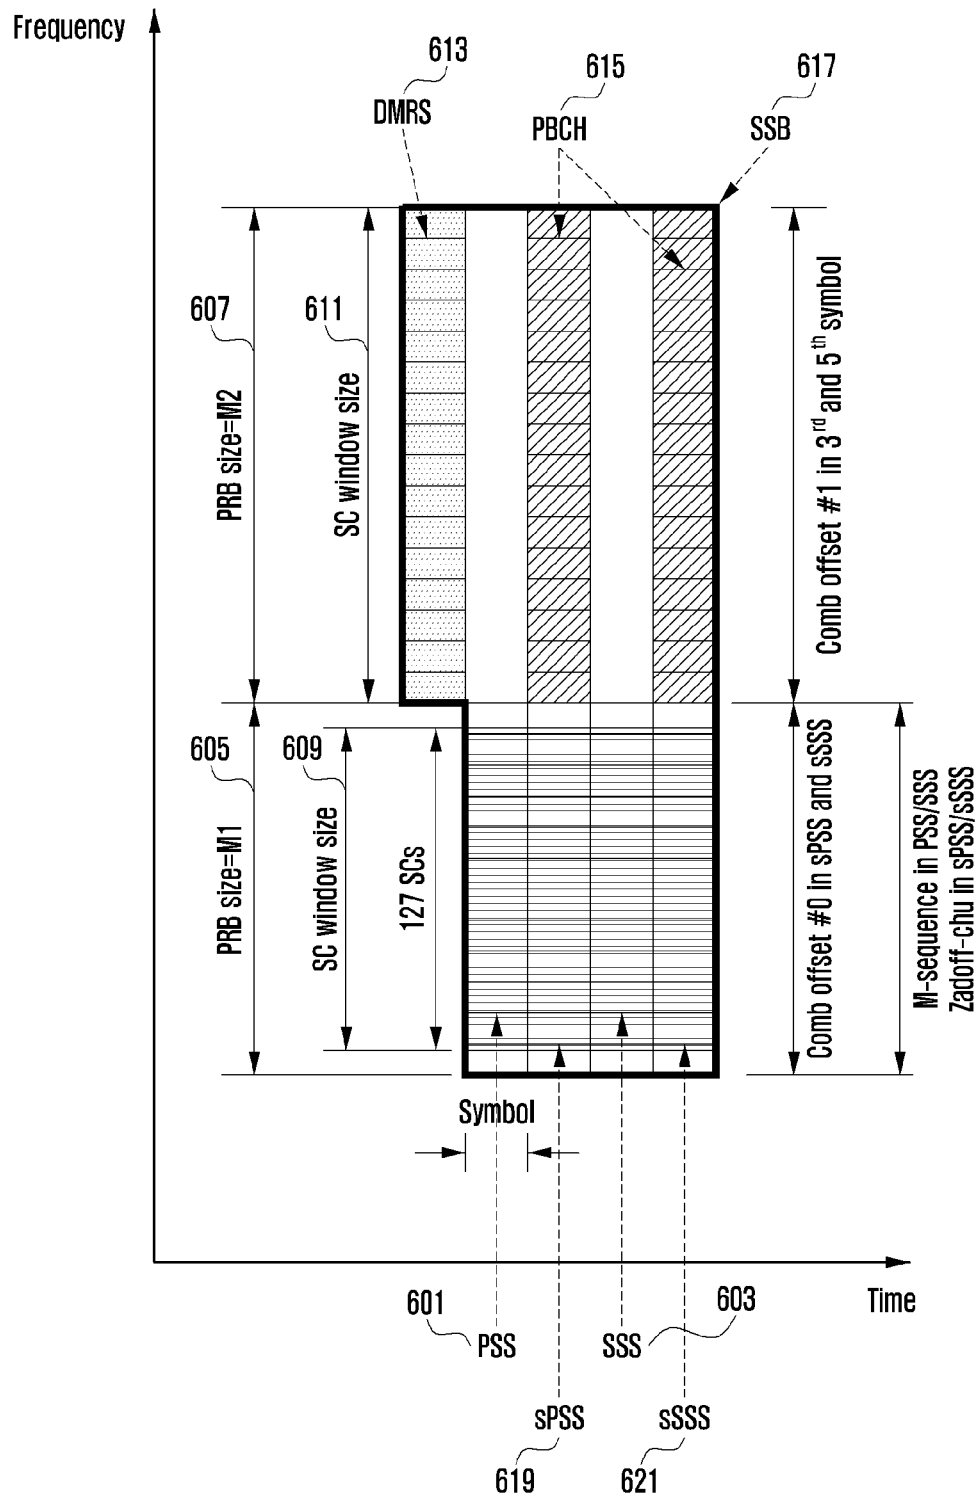 Frequency
613
DMRS
615
PBCH
617
SSB
607
PRB size=M2
611
SC window size
Comb offset #1 in 3rd and 5th symbol
605
PRB size=M1
609
SC window size
127 SCs
Comb offset #0 in sPSS and sSSS
M-sequence in PSS/SSS
Zadoff-chu in sPSS/sSSS
Symbol
Time
601
PSS
603
SSS
sPSS
619
sSSS
621